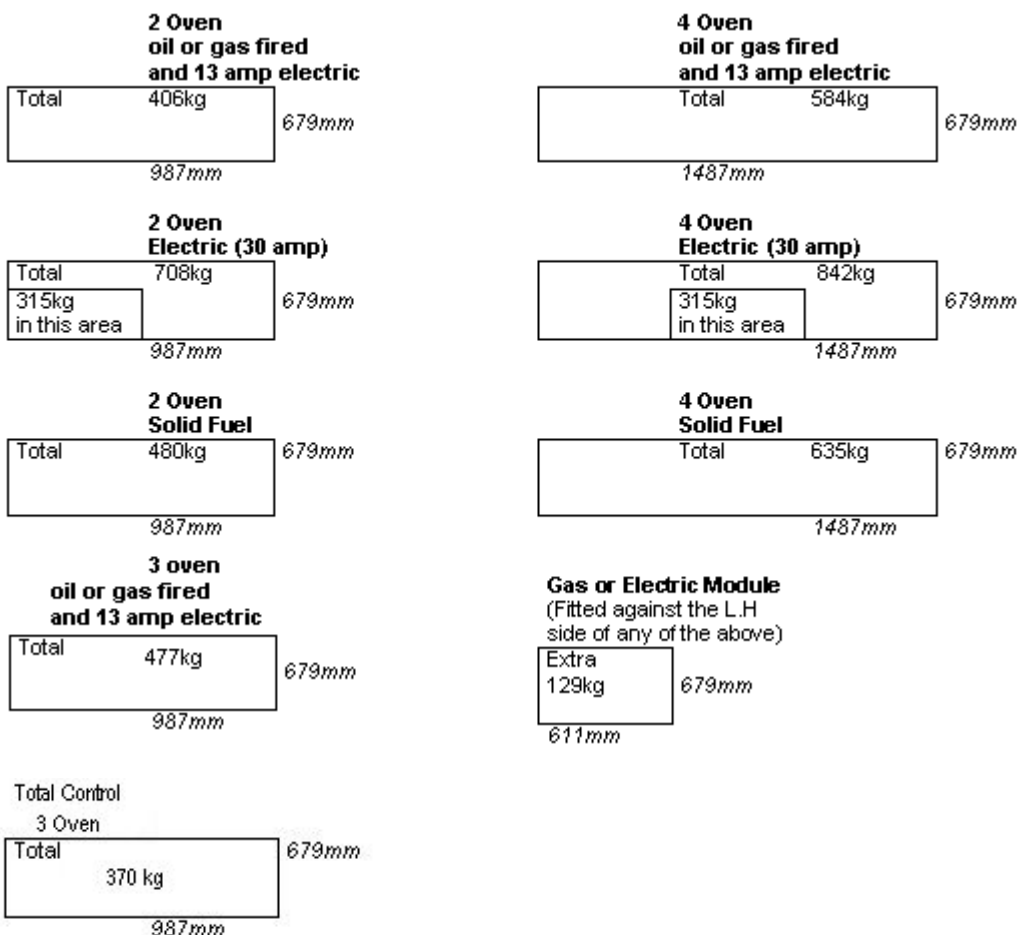 2 Oven
oil or gas fired
and 13 amp electric
Total 406kg
679mm
987mm
4 Oven
oil or gas fired
and 13 amp electric
Total 584kg
679mm
1487mm
2 Oven
Electric (30 amp)
Total 708kg
315kg
in this area
679mm
987mm
4 Oven
Electric (30 amp)
Total 842kg
315kg
in this area
679mm
1487mm
2 Oven
Solid Fuel
Total 480kg
679mm
987mm
4 Oven
Solid Fuel
Total 635kg
679mm
1487mm
3 oven
oil or gas fired
and 13 amp electric
Total 477kg
679mm
987mm
Gas or Electric Module
(Fitted against the L.H
side of any of the above)
Extra
129kg
679mm
611mm
Total Control
3 Oven
Total
370 kg
679mm
987mm